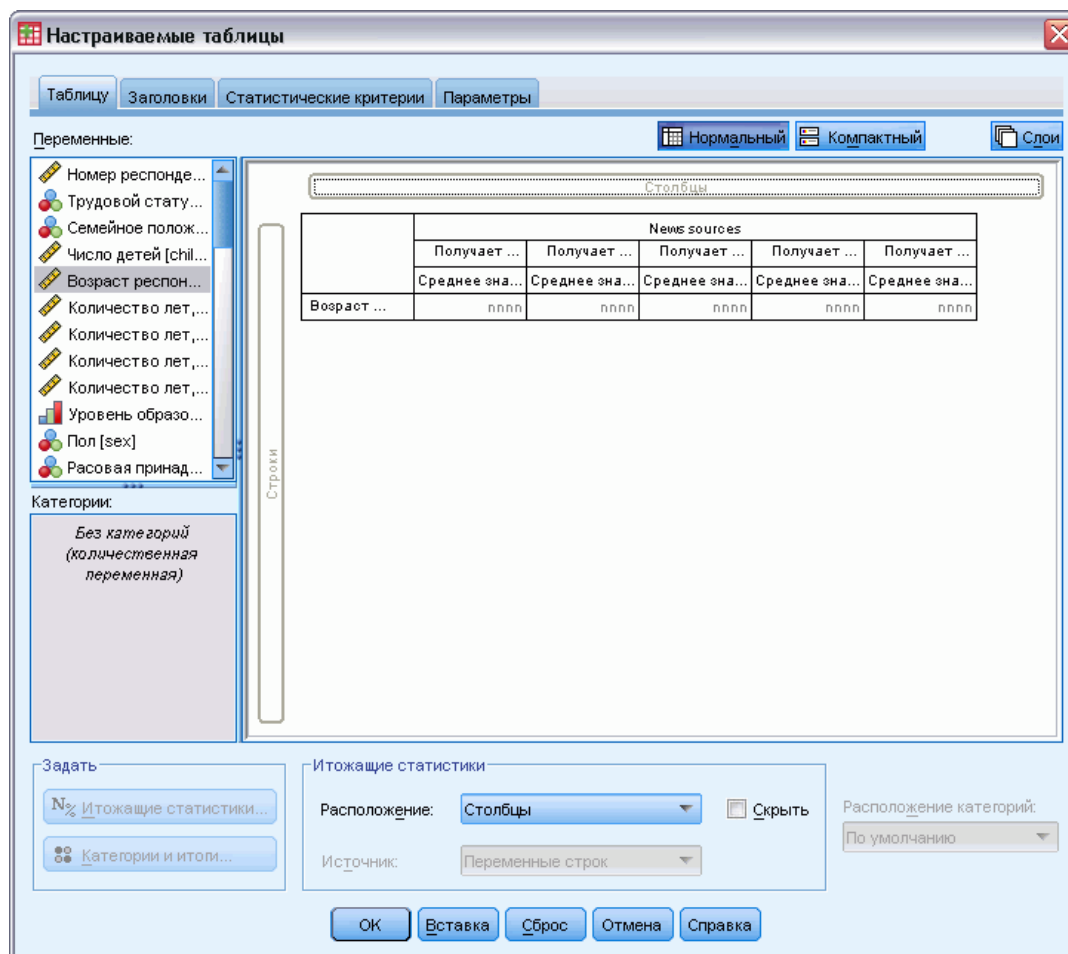 Настраиваемые таблицы
Таблицу Заголовки Статистические критерии Параметры
Переменные:
Нормальный Компактный Слои
Номер респонде...
Трудовой стату...
Семейное полож...
Число детей [chil...
Возраст респон...
Количество лет,...
Количество лет,...
Количество лет,...
Количество лет,...
Уровень образо...
Пол [sex]
Расовая принад...
Категории:
Без категорий
(количественная
переменная)
Столбцы
Строки
News sources
Получает ... Получает ... Получает ... Получает ... Получает ...
Среднее зна... Среднее зна... Среднее зна... Среднее зна... Среднее зна...
Возраст ... nnnn nnnn nnnn nnnn nnnn
Задать
N% Итожащие статистики...
Категории и итоги...
Итожащие статистики
Расположение: Столбцы Скрыть
Источник: Переменные строк
Расположение категорий:
По умолчанию
OK Вставка Сброс Отмена Справка